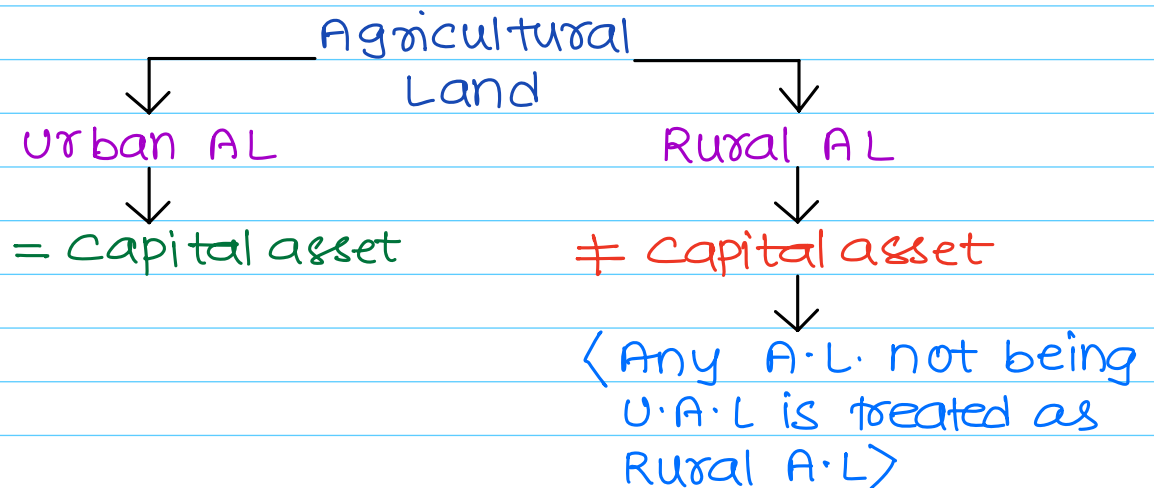 Agricultural
Land
Urban AL
Rural AL
= Capital asset
≠ Capital asset
<Any A.L. not being
U.A.L is treated as
Rural A.L>